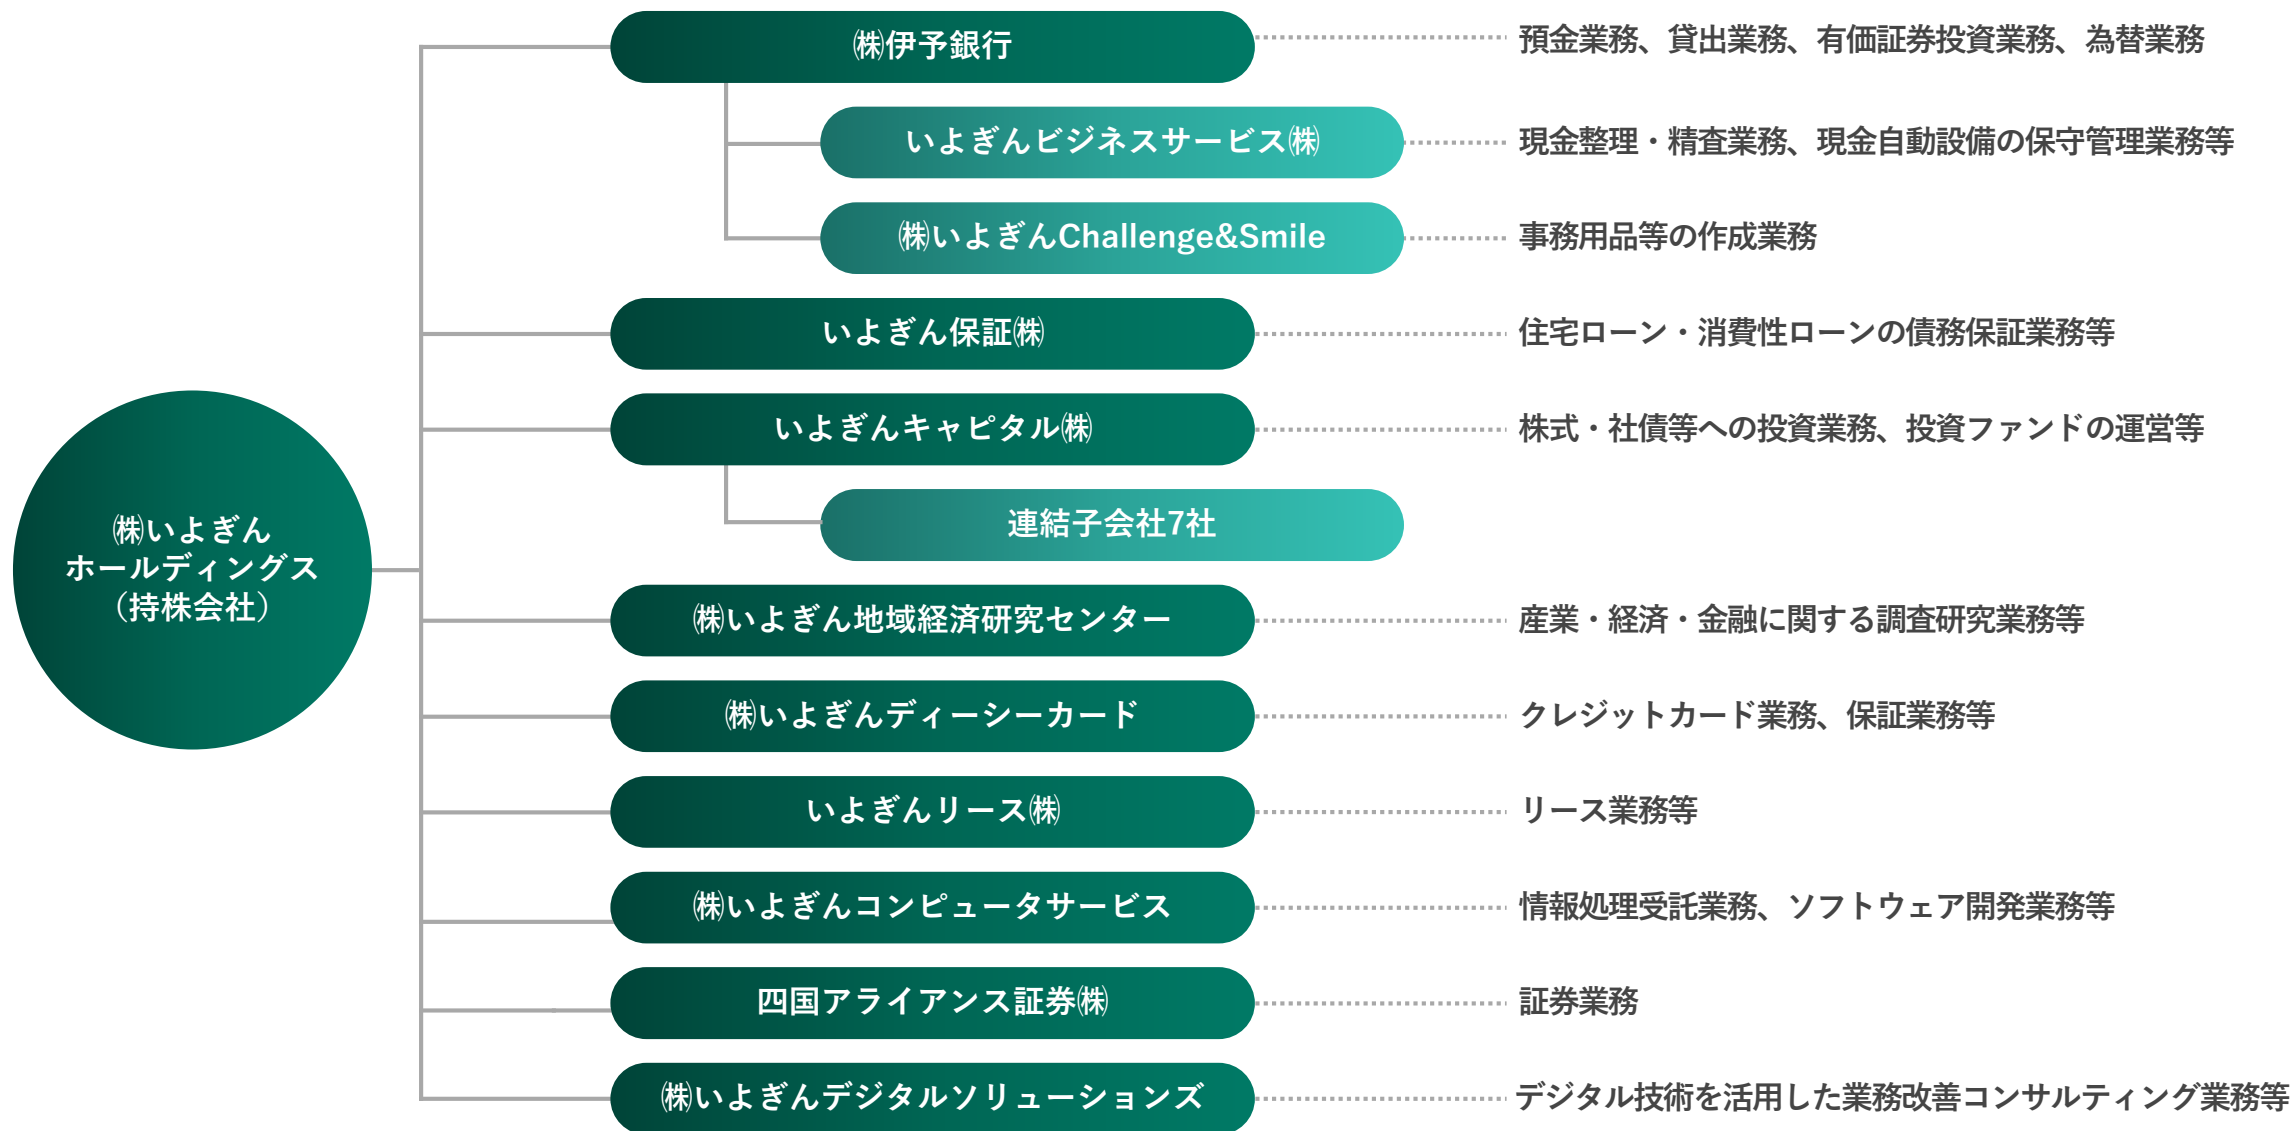 ㈱いよぎん
ホールディングス
（持株会社）
㈱伊予銀行
預金業務、貸出業務、有価証券投資業務、為替業務
いよぎんビジネスサービス㈱
現金整理・精査業務、現金自動設備の保守管理業務等
㈱いよぎんChallenge&Smile
事務用品等の作成業務
いよぎん保証㈱
住宅ローン・消費性ローンの債務保証業務等
いよぎんキャピタル㈱
株式・社債等への投資業務、投資ファンドの運営等
連結子会社7社
㈱いよぎん地域経済研究センター
産業・経済・金融に関する調査研究業務等
㈱いよぎんディーシーカード
クレジットカード業務、保証業務等
いよぎんリース㈱
リース業務等
㈱いよぎんコンピュータサービス
情報処理受託業務、ソフトウェア開発業務等
四国アライアンス証券㈱
証券業務
㈱いよぎんデジタルソリューションズ
デジタル技術を活用した業務改善コンサルティング業務等